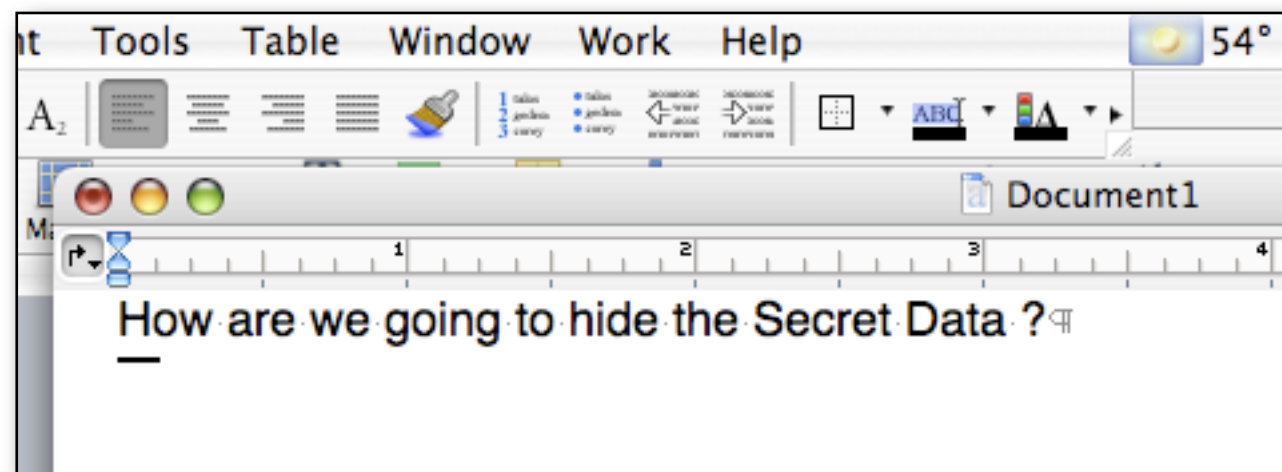 nt Tools Table Window Work Help 54°
A2 ABC A
Ma
Document1
1 2 3 4
How are we going to hide the Secret Data ?¶